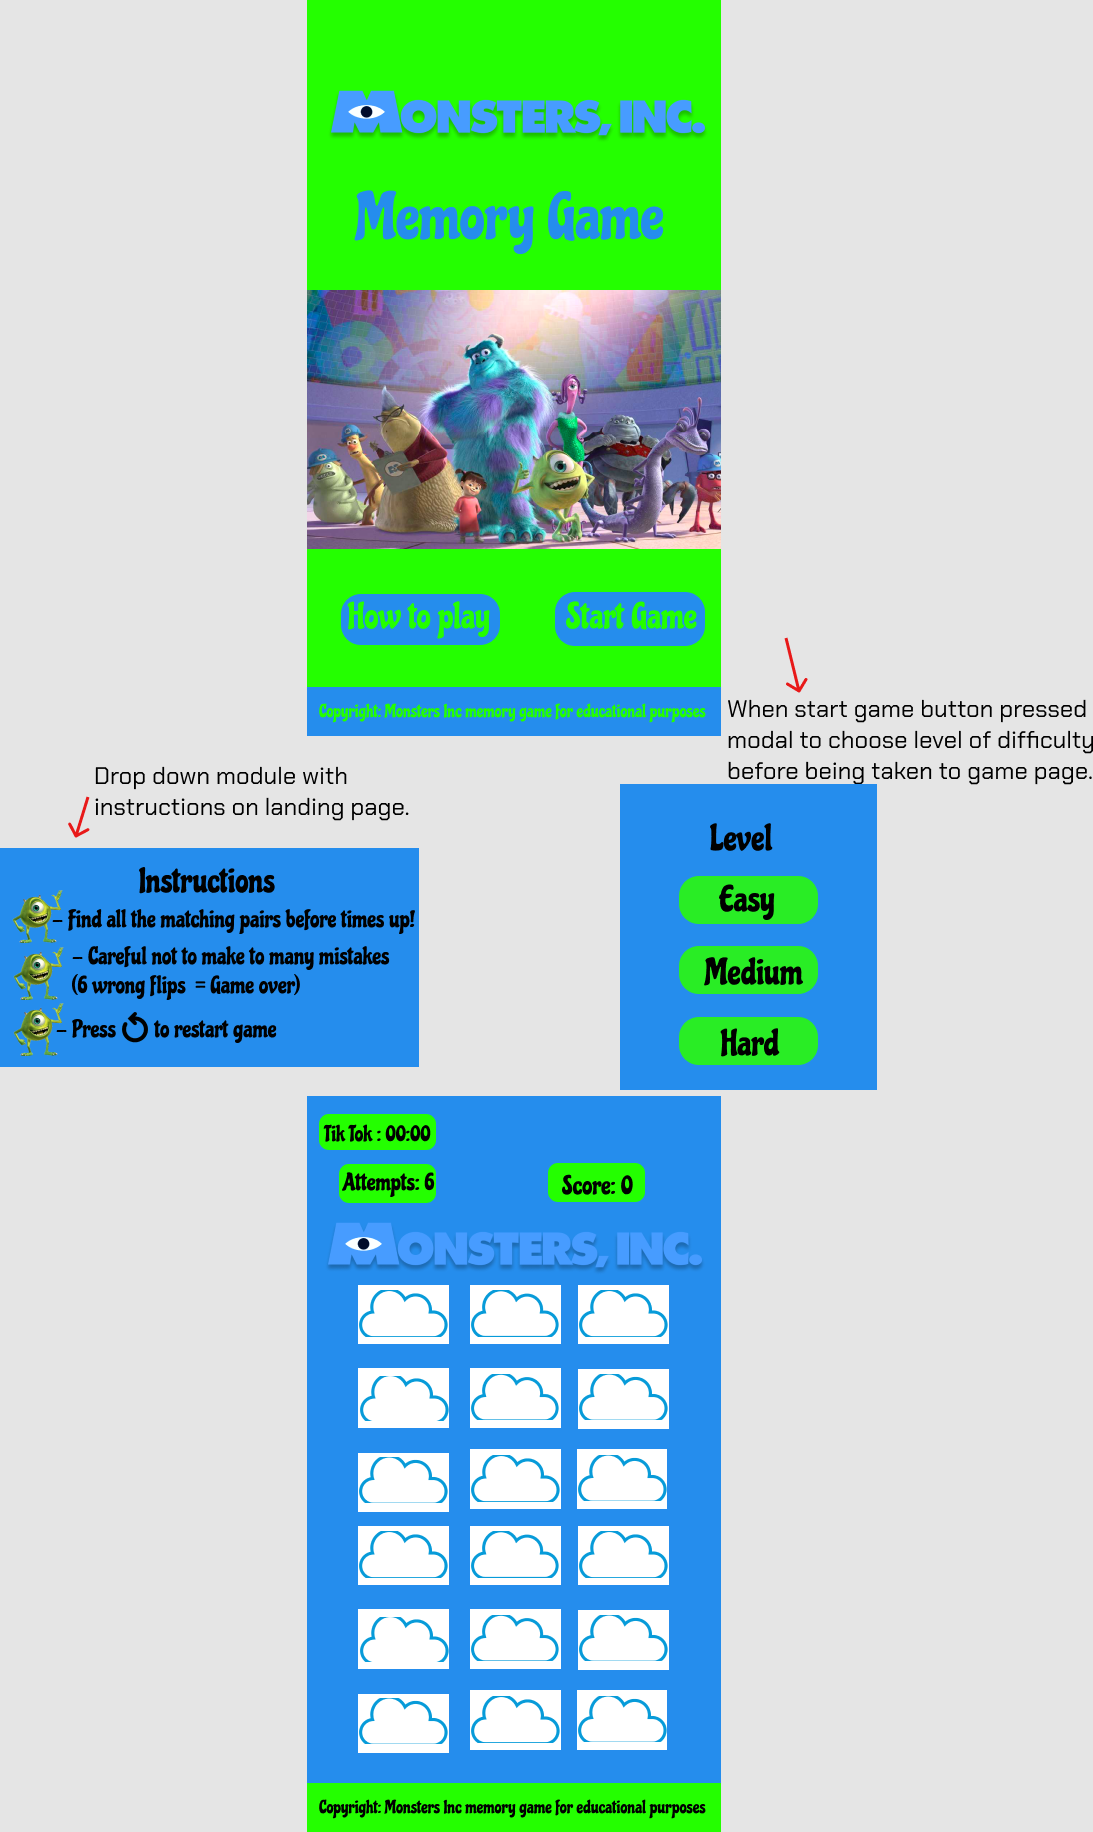 MONSTERS, INC.
Memory Game
How to play
Start Game
Copyright: Monsters Inc memory game for educational purposes
When start game button pressed
modal to choose level of difficulty
before being taken to game page.
Drop down module with
instructions on landing page.
Instructions
- Find all the matching pairs before times up!
- Careful not to make to many mistakes
(6 wrong flips = Game over)
- Press to restart game
Level
Easy
Medium
Hard
Tik Tok : 00:00
Attempts: 6
Score: 0
MONSTERS, INC.
Copyright: Monsters Inc memory game for educational purposes